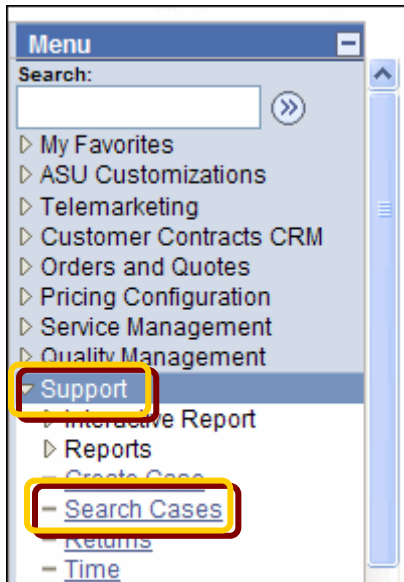 Menu
Search:
My Favorites
ASU Customizations
Telemarketing
Customer Contracts CRM
Orders and Quotes
Pricing Configuration
Service Management
Quality Management
Support
Interactive Report
Reports
Create Case
Search Cases
Returns
Time